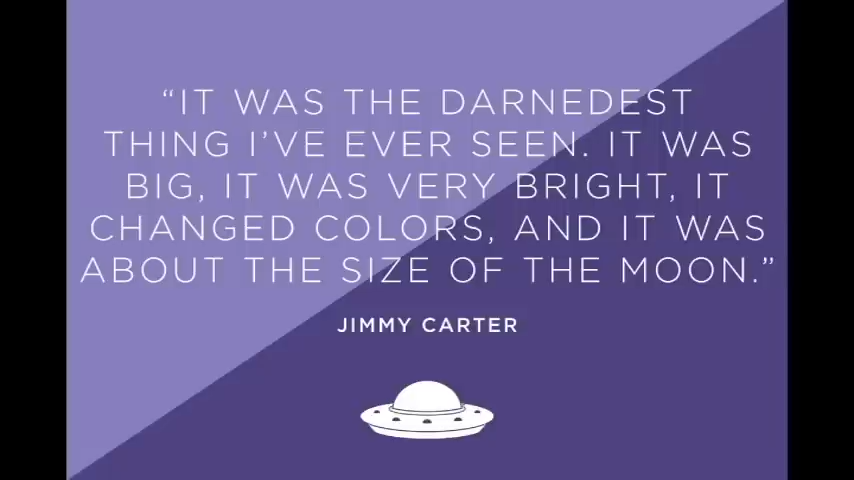 “IT WAS THE DARNEDEST
THING I’VE EVER SEEN. IT WAS
BIG, IT WAS VERY BRIGHT, IT
CHANGED COLORS, AND IT WAS
ABOUT THE SIZE OF THE MOON.”
JIMMY CARTER